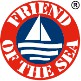 FRIEND
OF THE SEA
®